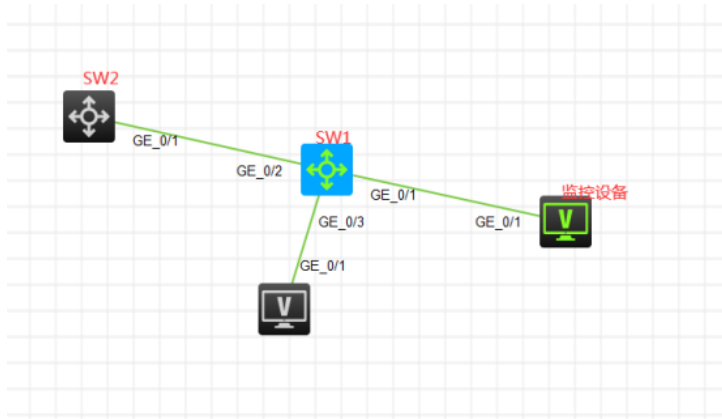 SW2
GE_0/1
SW1
GE_0/2
GE_0/1
监控设备
GE_0/3
GE_0/1
GE_0/1
V
V